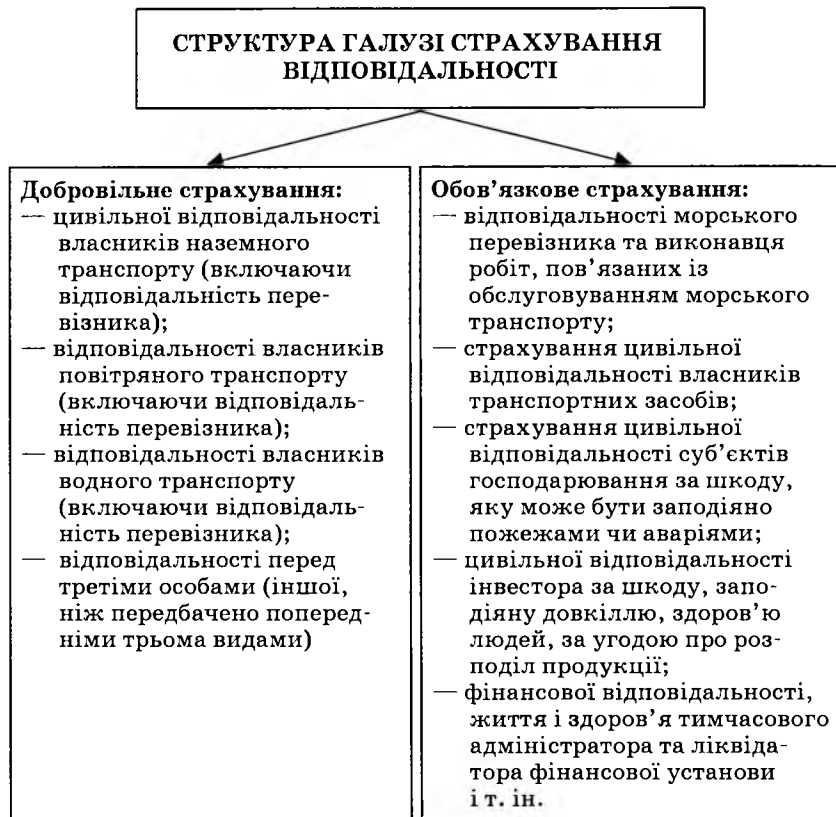 СТРУКТУРА ГАЛУЗІ СТРАХУВАННЯ
ВІДПОВІДАЛЬНОСТІ
Добровільне страхування:
— цивільної відповідальності
власників наземного
транспорту (включаючи
відповідальність пере-
візника);
— відповідальності власників
повітряного транспорту
(включаючи відповідаль-
ність перевізника);
— відповідальності власників
водного транспорту
(включаючи відповідаль-
ність перевізника);
— відповідальності перед
третіми особами (іншої,
ніж передбачено поперед-
німи трьома видами)
Обов’язкове страхування:
— відповідальності морського
перевізника та виконавця
робіт, пов’язаних із
обслуговуванням морського
транспорту;
— страхування цивільної
відповідальності власників
транспортних засобів;
— страхування цивільної
відповідальності суб’єктів
господарювання за шкоду,
яку може бути заподіяно
пожежами чи аваріями;
— цивільної відповідальності
інвестора за шкоду, запо-
діяну довкіллю, здоров’ю
людей, за угодою про роз-
поділ продукції;
— фінансової відповідальності,
життя і здоров’я тимчасового
адміністратора та ліквіда-
тора фінансової установи
і т. ін.